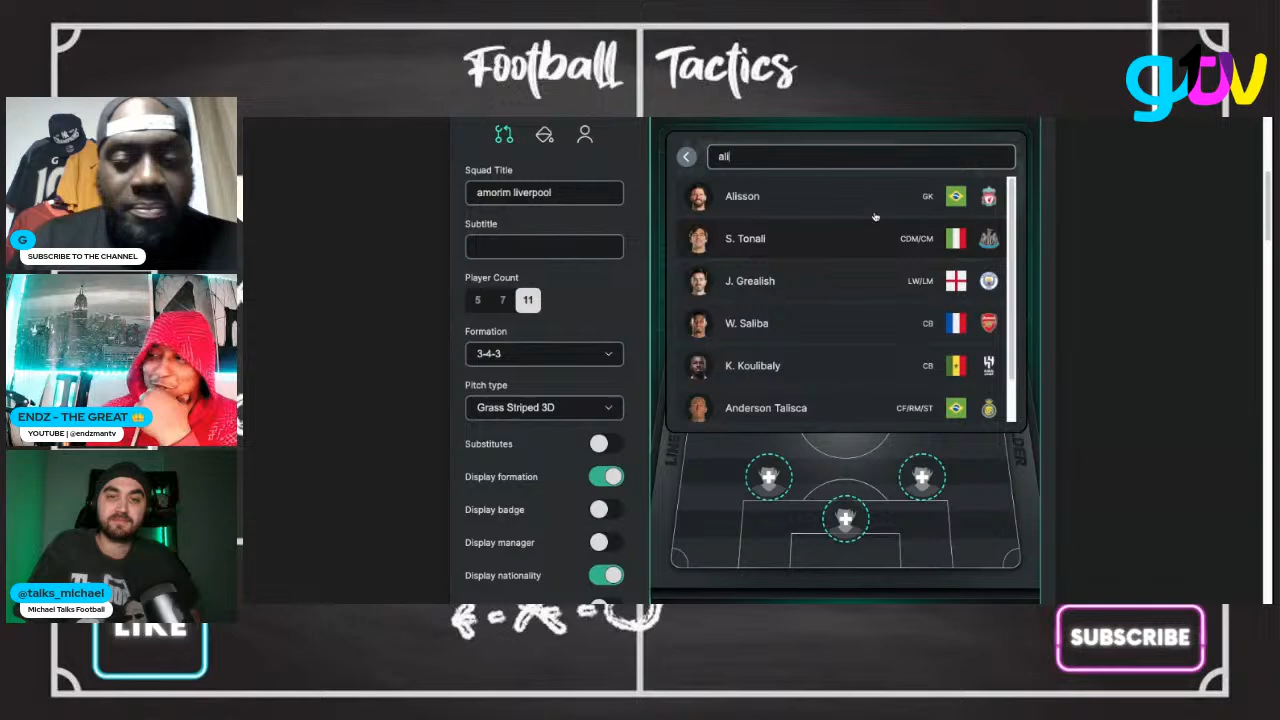 Football Tactics
g1tv
G
SUBSCRIBE TO THE CHANNEL
10
ENDZ - THE GREAT 👑
YOUTUBE | @endzmantv
@talks_michael
Michael Talks Football
LIKE
SUBSCRIBE
Squad Title
amorim liverpool
Subtitle
Player Count
5 7 11
Formation
3-4-3
Pitch type
Grass Striped 3D
Substitutes
Display formation
Display badge
Display manager
Display nationality
ali
Alisson GK
S. Tonali CDM/CM
J. Grealish LW/LM
W. Saliba CB
K. Koulibaly CB
Anderson Talisca CF/RM/ST